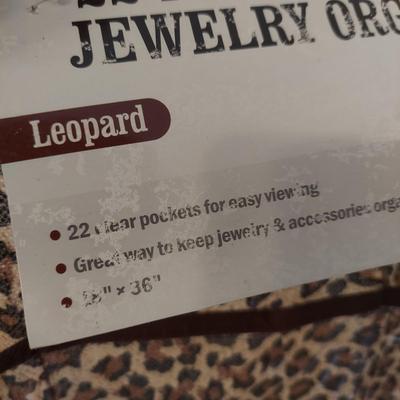 JEWELRY ORG
Leopard
• 22 clear pockets for easy viewing
• Great way to keep jewelry & accessories orga
• " × 36"